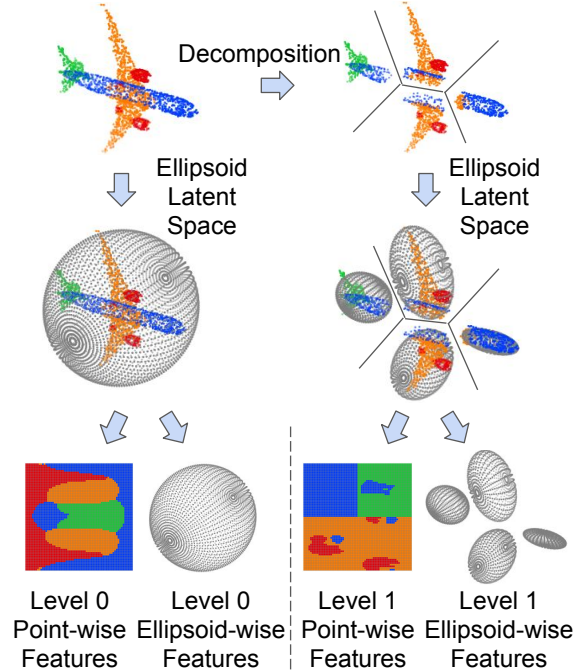 Decomposition
Ellipsoid
Latent
Space
Ellipsoid
Latent
Space
Level 0
Point-wise
Features
Level 0
Ellipsoid-wise
Features
Level 1
Point-wise
Features
Level 1
Ellipsoid-wise
Features